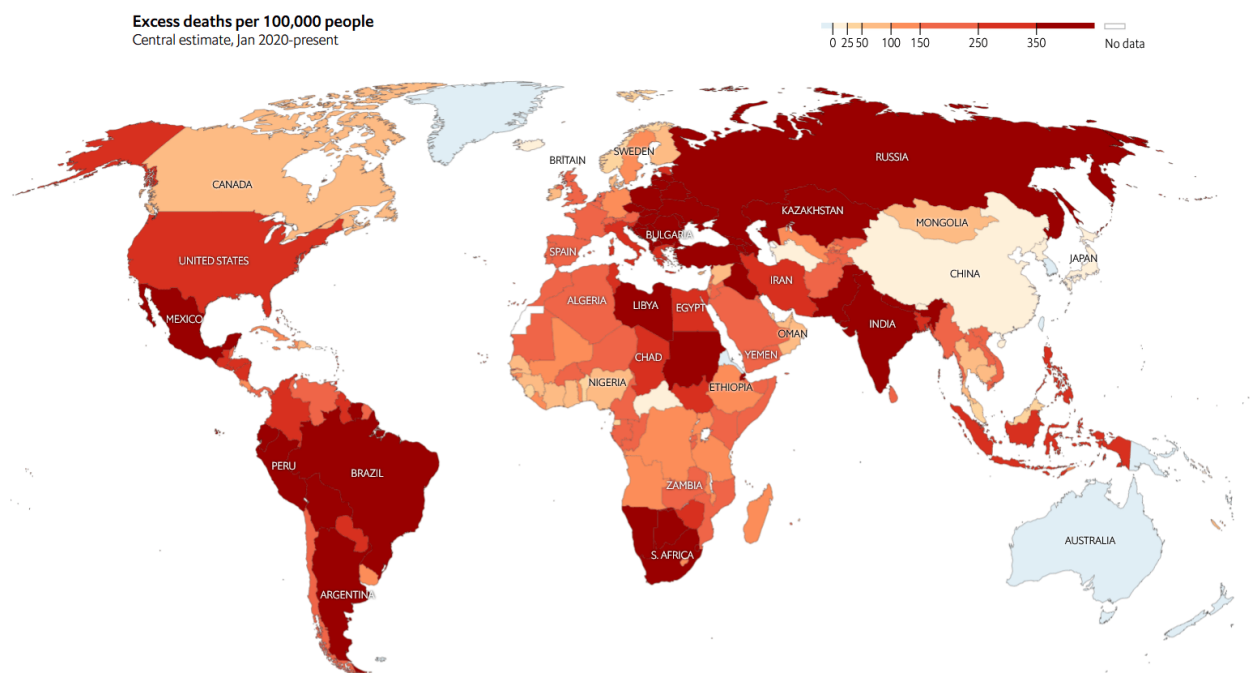 Excess deaths per 100,000 people
Central estimate, Jan 2020-present
0 25 50 100 150 250 350 No data
BRITAIN
SWEDEN
RUSSIA
CANADA
KAZAKHSTAN
MONGOLIA
BULGARIA
SPAIN
UNITED STATES
JAPAN
CHINA
IRAN
ALGERIA
LIBYA
EGYPT
MEXICO
INDIA
OMAN
CHAD
YEMEN
NIGERIA
ETHIOPIA
PERU
BRAZIL
ZAMBIA
AUSTRALIA
S. AFRICA
ARGENTINA